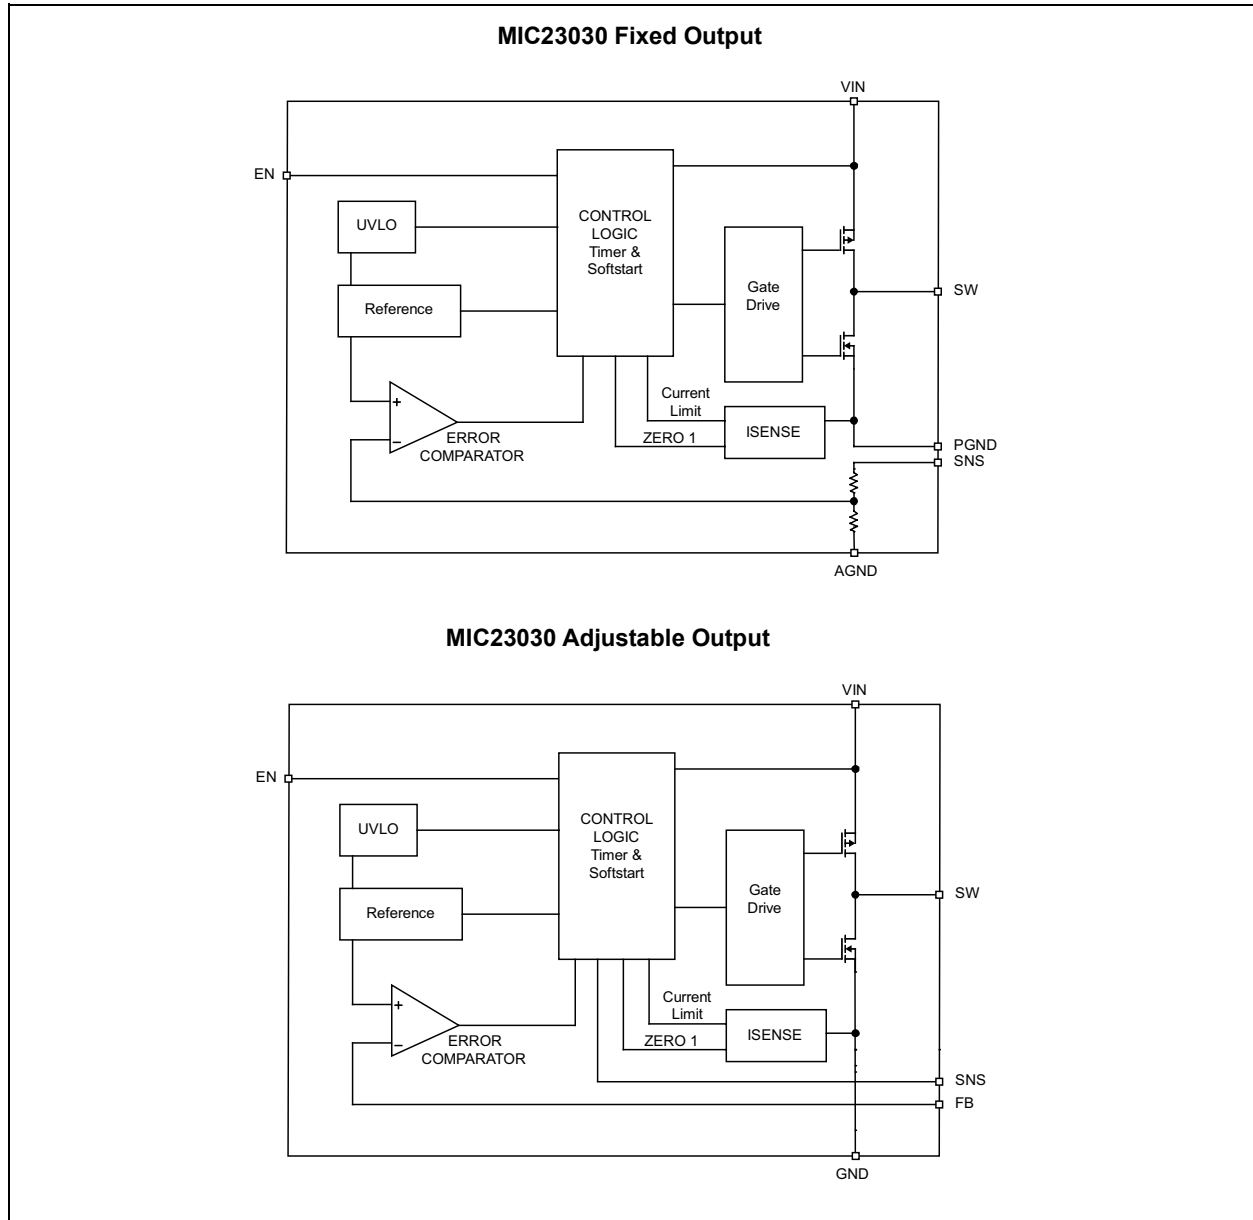 MIC23030 Fixed Output
VIN
EN
UVLO
CONTROL
LOGIC
Timer &
Softstart
Reference
Gate
Drive
SW
+
−
ERROR
COMPARATOR
Current
Limit
ZERO 1
ISENSE
PGND
SNS
AGND
MIC23030 Adjustable Output
VIN
EN
UVLO
CONTROL
LOGIC
Timer &
Softstart
Reference
Gate
Drive
SW
+
−
ERROR
COMPARATOR
Current
Limit
ZERO 1
ISENSE
SNS
FB
GND